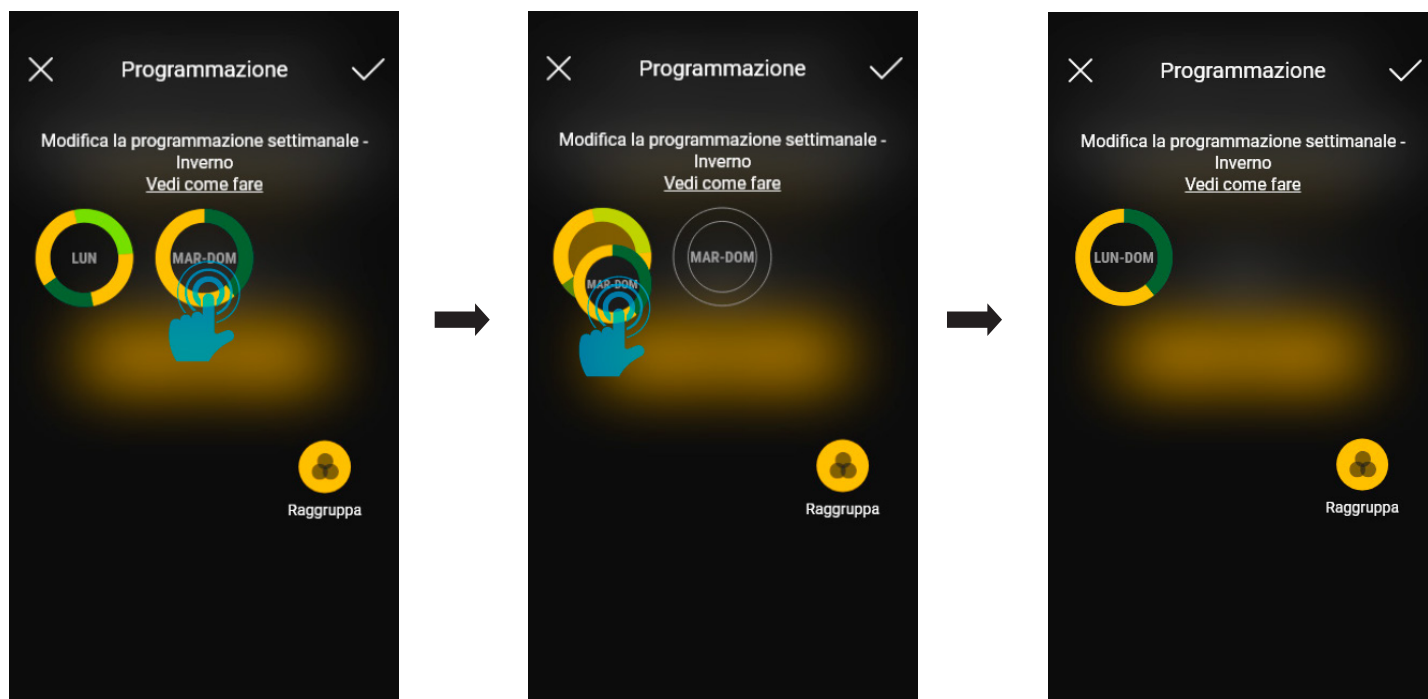 Programmazione
Modifica la programmazione settimanale -
Inverno
Vedi come fare
LUN
MAR-DOM
Raggruppa
Programmazione
Modifica la programmazione settimanale -
Inverno
Vedi come fare
MAR-DOM
MAR-DOM
Raggruppa
Programmazione
Modifica la programmazione settimanale -
Inverno
Vedi come fare
LUN-DOM
Raggruppa